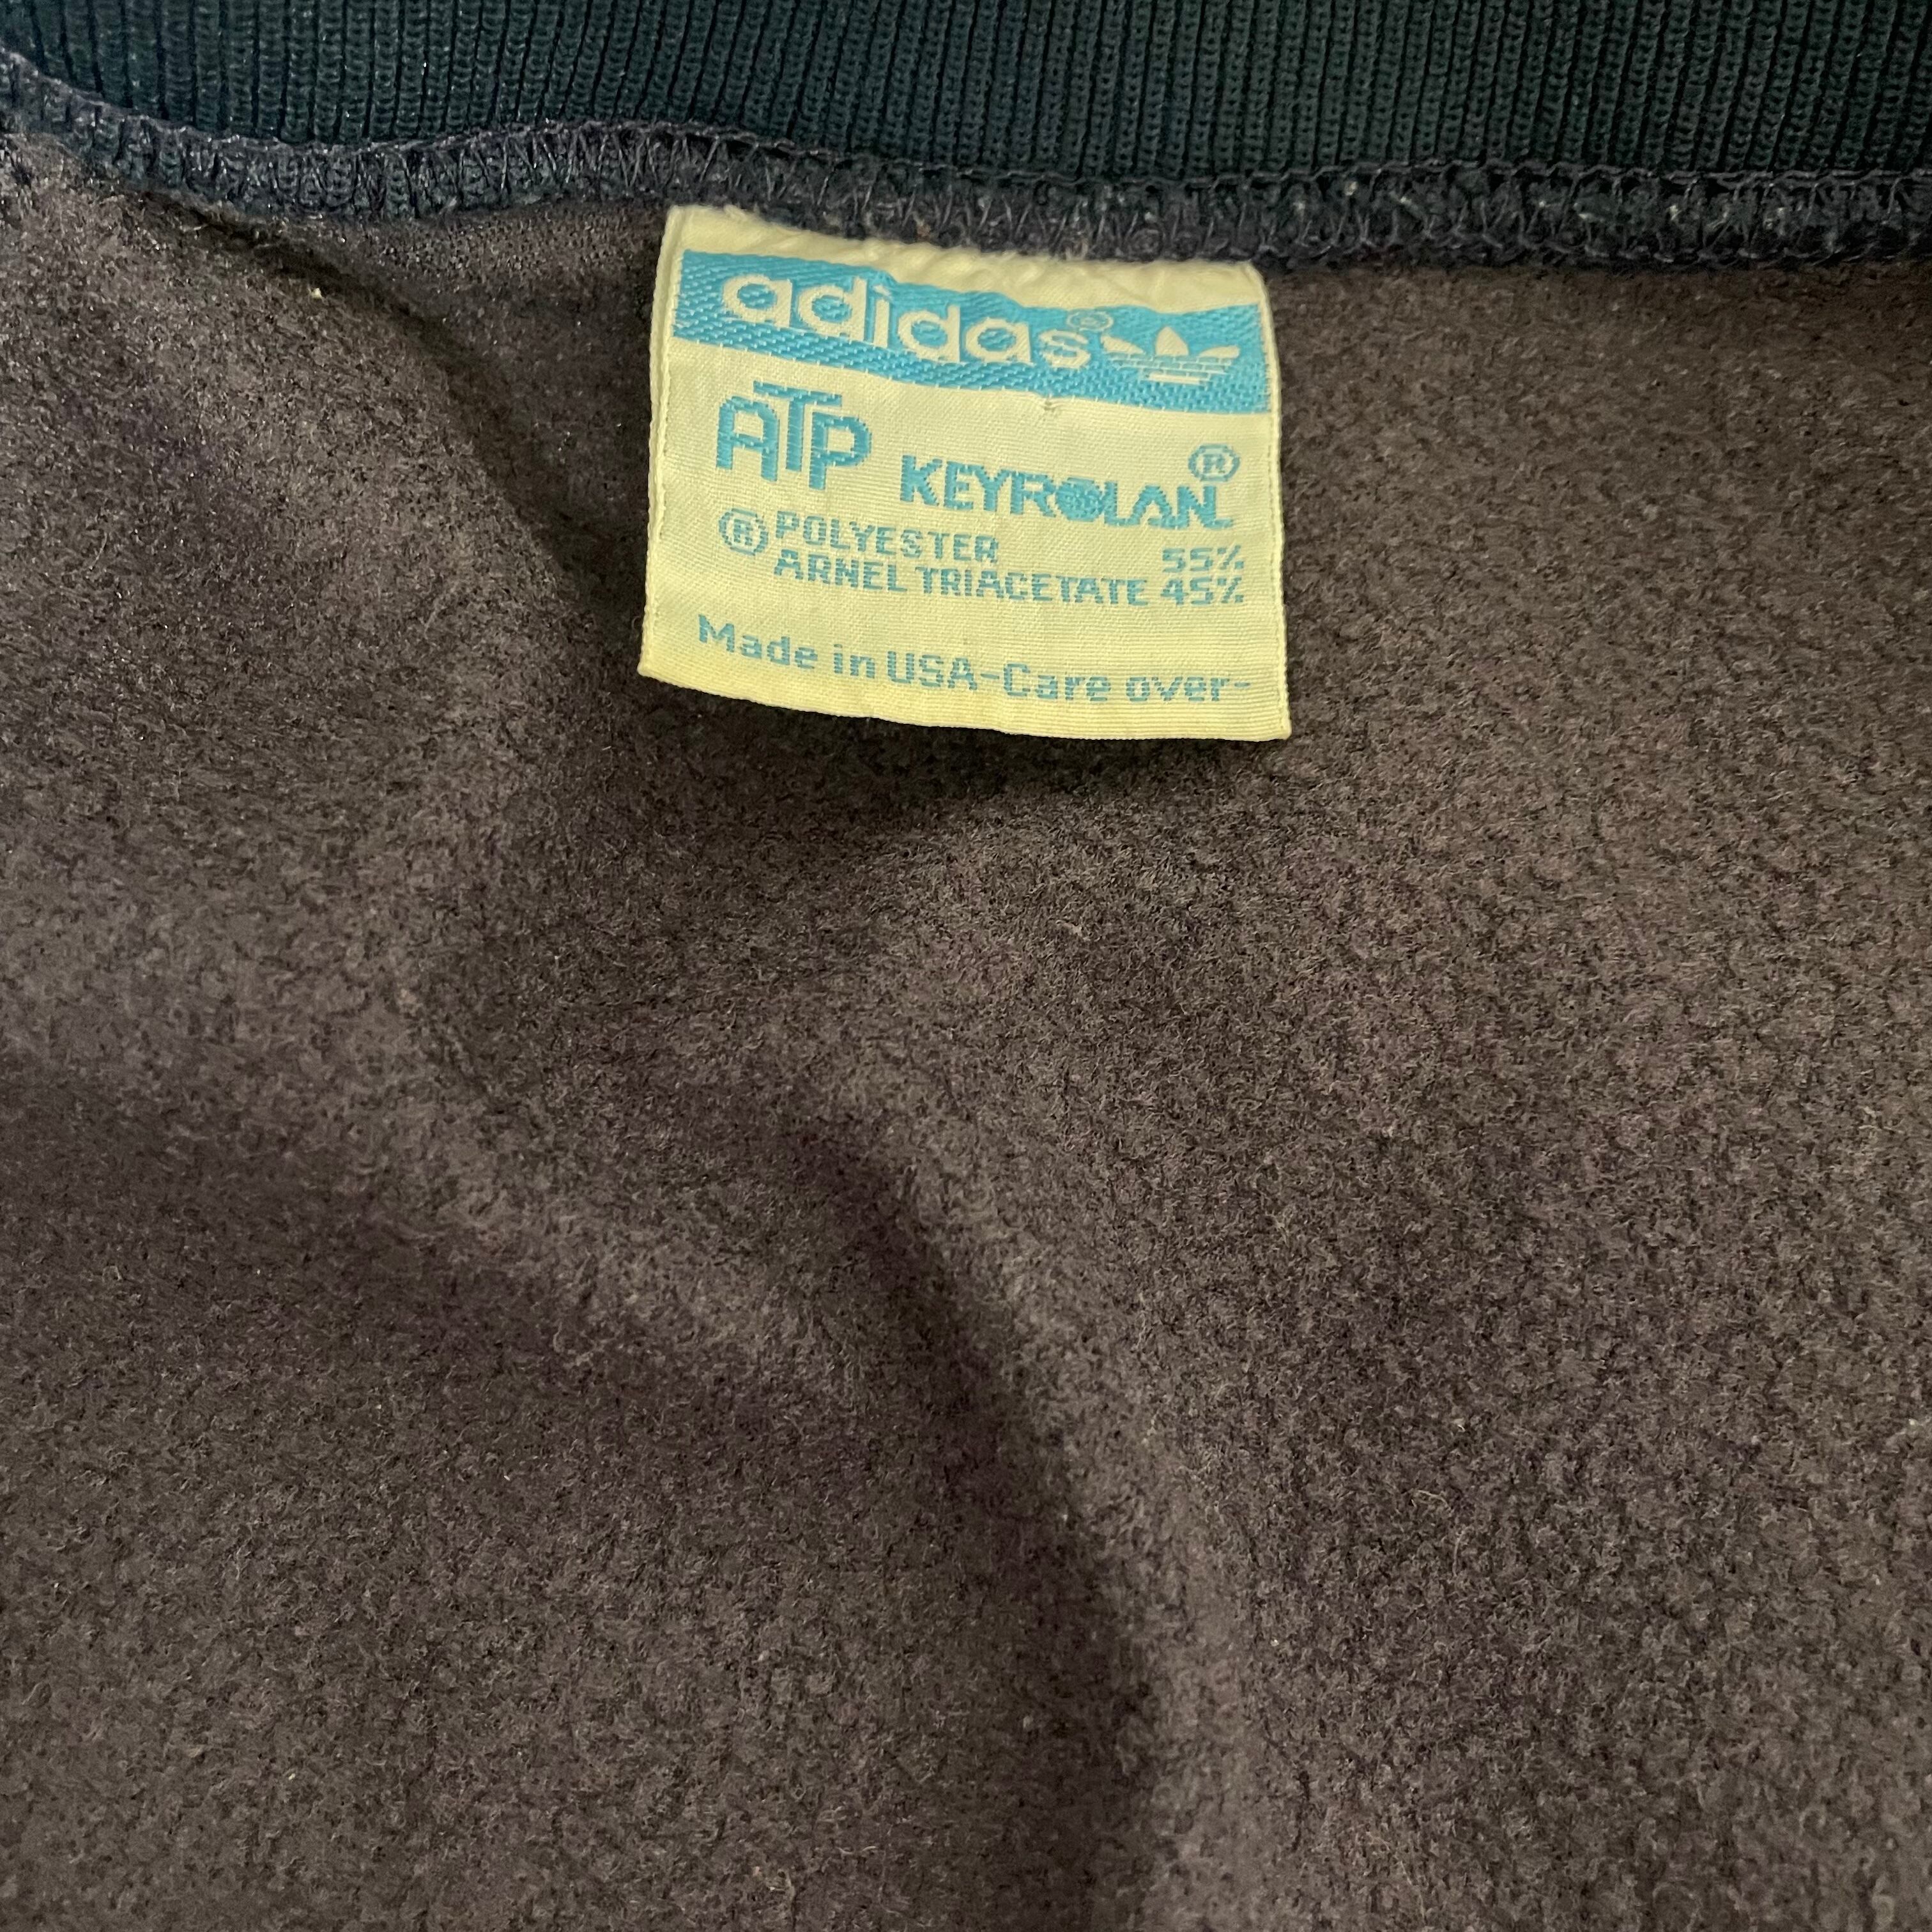 adidas®
ATP KEYROLAN®
® POLYESTER 55%
ARNEL TRIACETATE 45%
Made in USA-Care over-